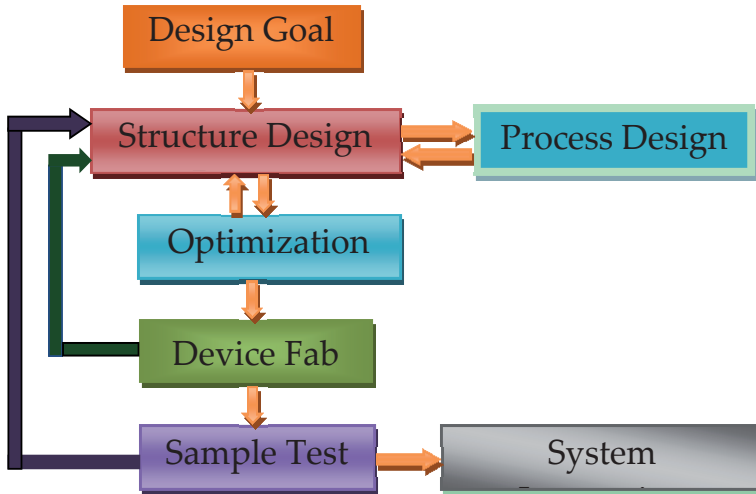 Design Goal
Structure Design
Process Design
Optimization
Device Fab
Sample Test
System